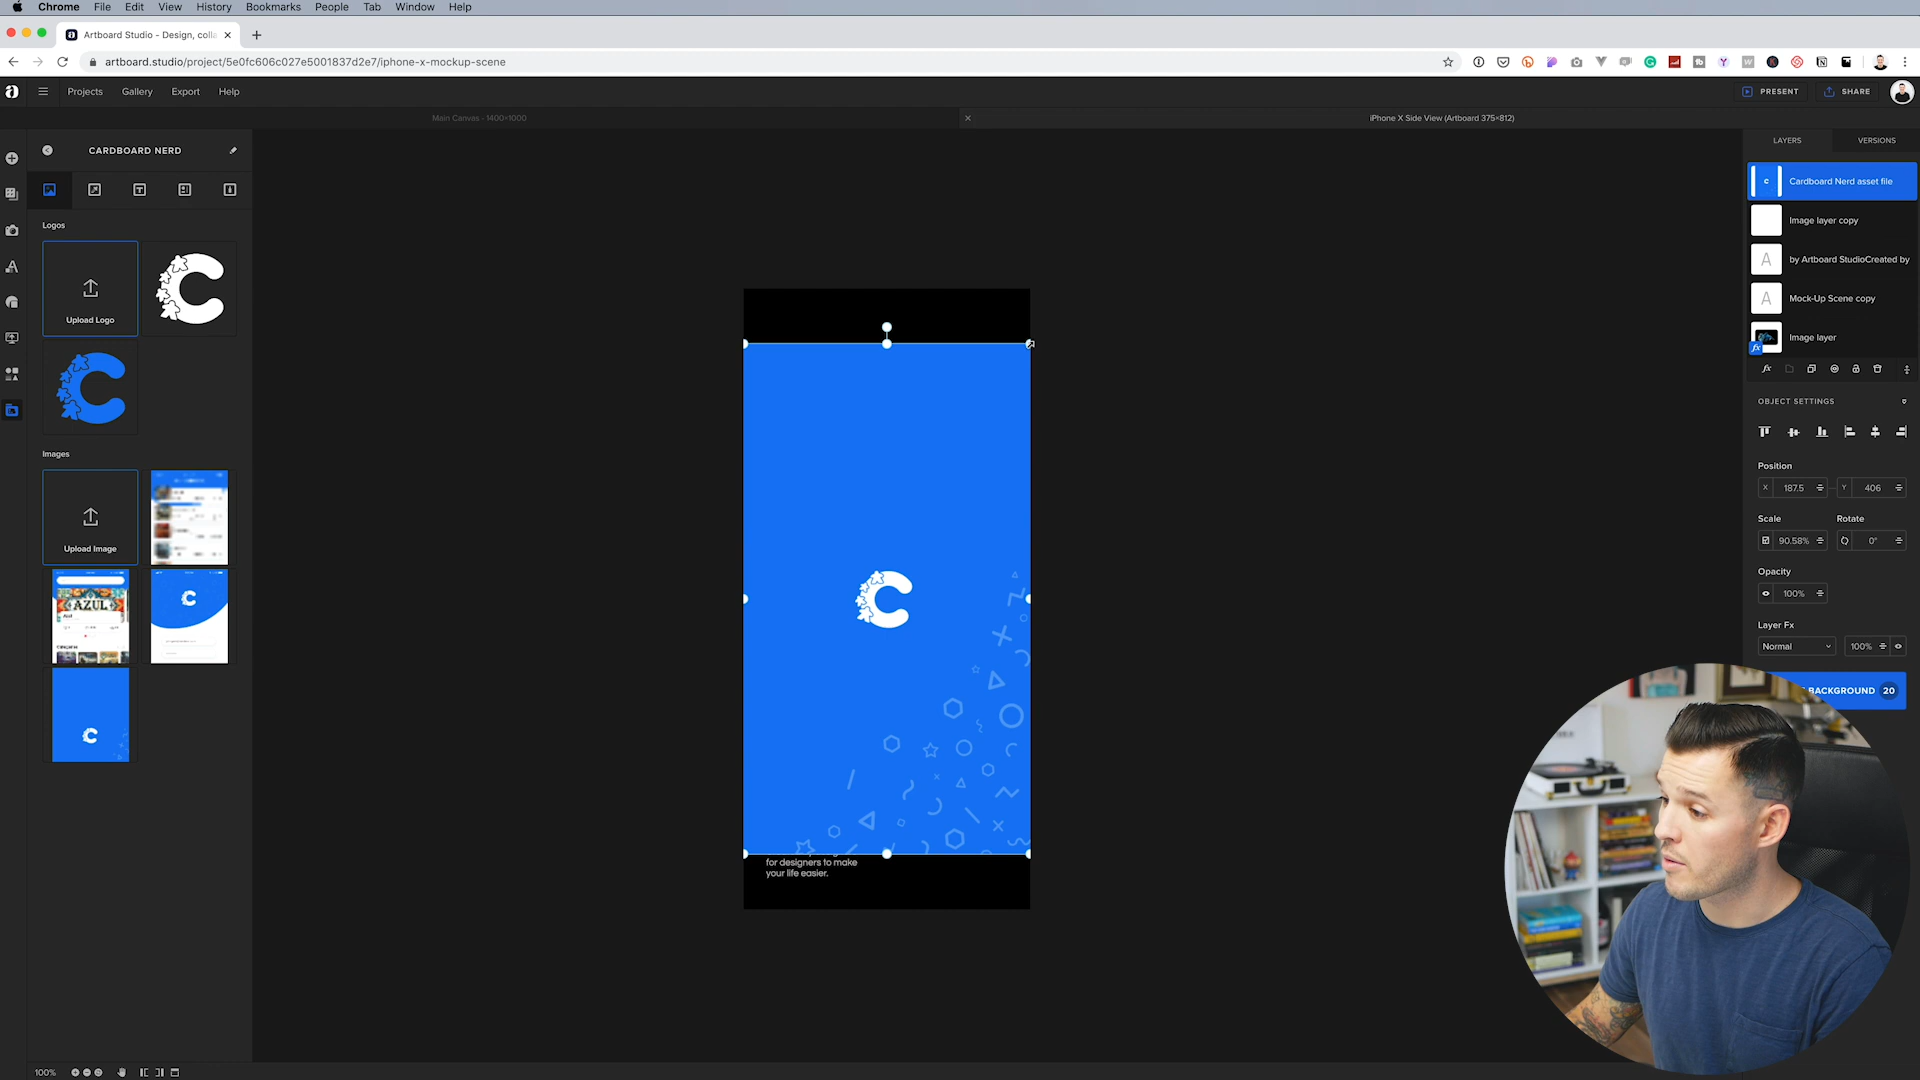 Chrome File Edit View History Bookmarks People Tab Window Help
Artboard Studio - Design, colla
artboard.studio/project/5e0fc606c027e5001837d2e7/iphone-x-mockup-scene
Projects Gallery Export Help
PRESENT SHARE
Main Canvas - 1400×1000
iPhone X Side View (Artboard 375×812)
CARDBOARD NERD
LAYERS VERSIONS
Cardboard Nerd asset file
Image layer copy
by Artboard StudioCreated by
Mock-Up Scene copy
Image layer
fx
fx
Logos
Upload Logo
Images
Upload Image
AZUL
for designers to make
your life easier.
OBJECT SETTINGS
Position
X 187.5 Y 406
Scale Rotate
90.58% 0°
Opacity
100%
Layer Fx
Normal 100%
BACKGROUND 20
100%